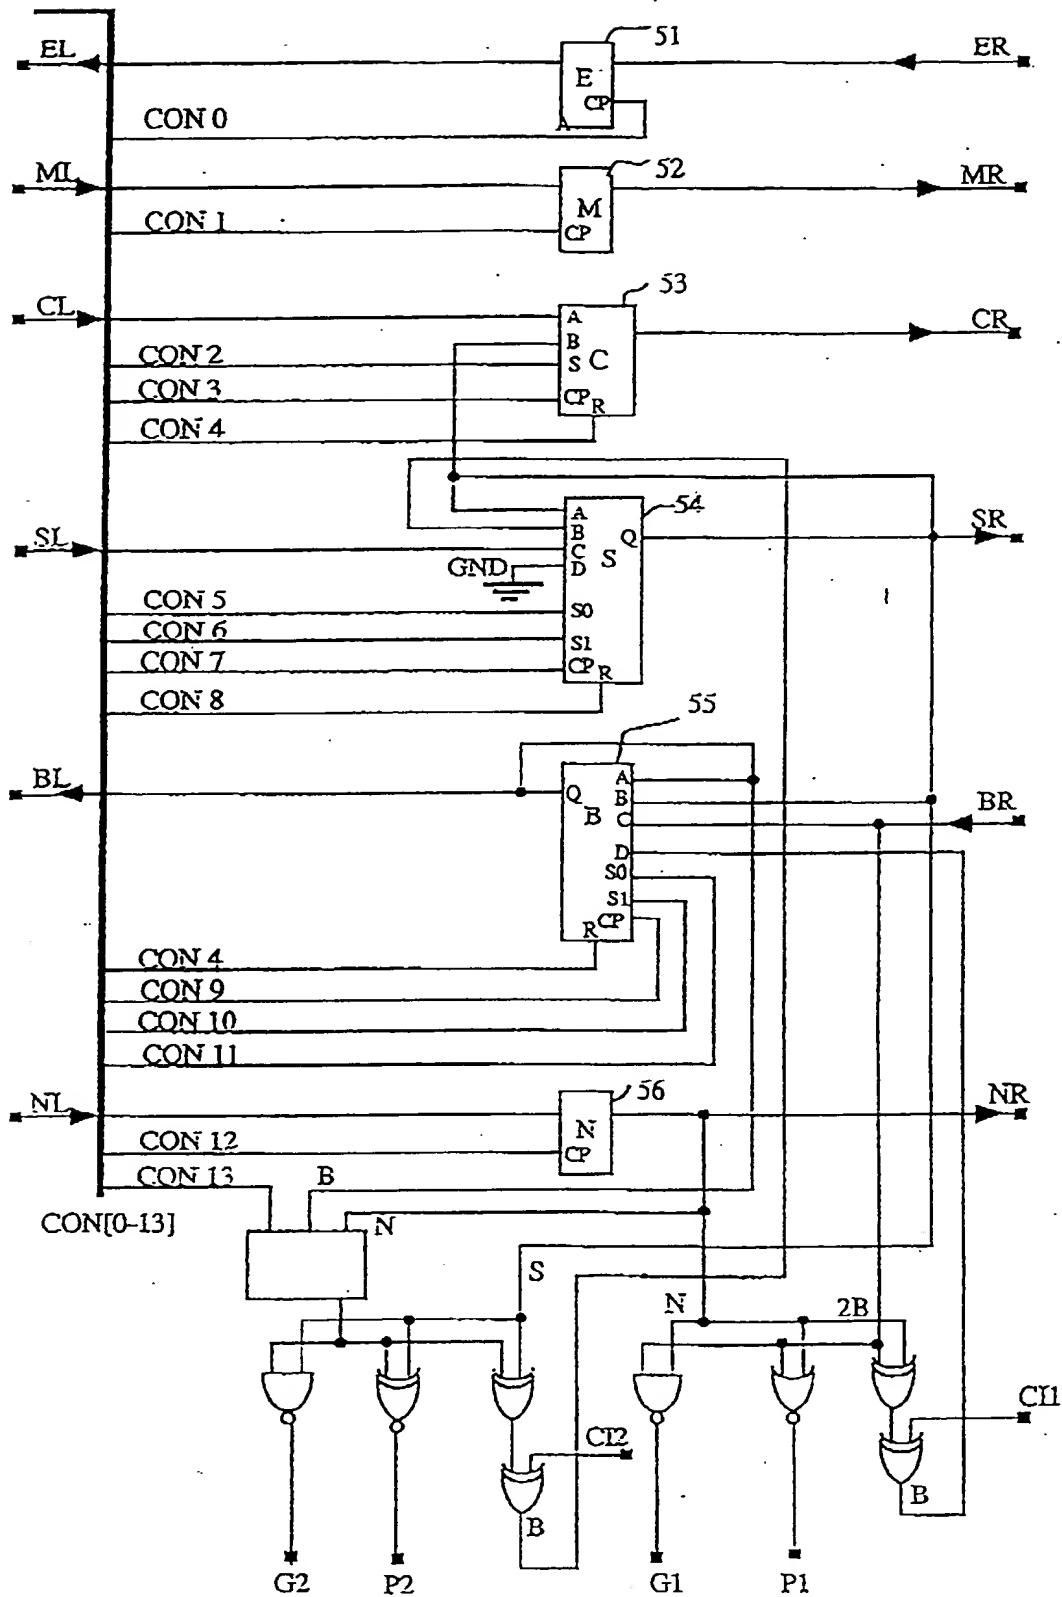 51
EL
ER
E
CP
A
CON 0
52
ML
MR
M
CON 1
CP
53
CL
CR
A
B
CON 2
S C
CON 3
CP R
CON 4
54
A
SL
B
Q
SR
C
S
GND
D
CON 5
S0
CON 6
S1
CON 7
CP R
CON 8
55
BL
A
Q
B
BR
B
C
D
S0
S1
CP
R
CON 4
CON 9
CON 10
CON 11
56
NL
NR
N
CON 12
CP
CON 13
B
CON[0-13]
N
S
N
2B
CI1
CI2
B
B
G2
P2
G1
P1